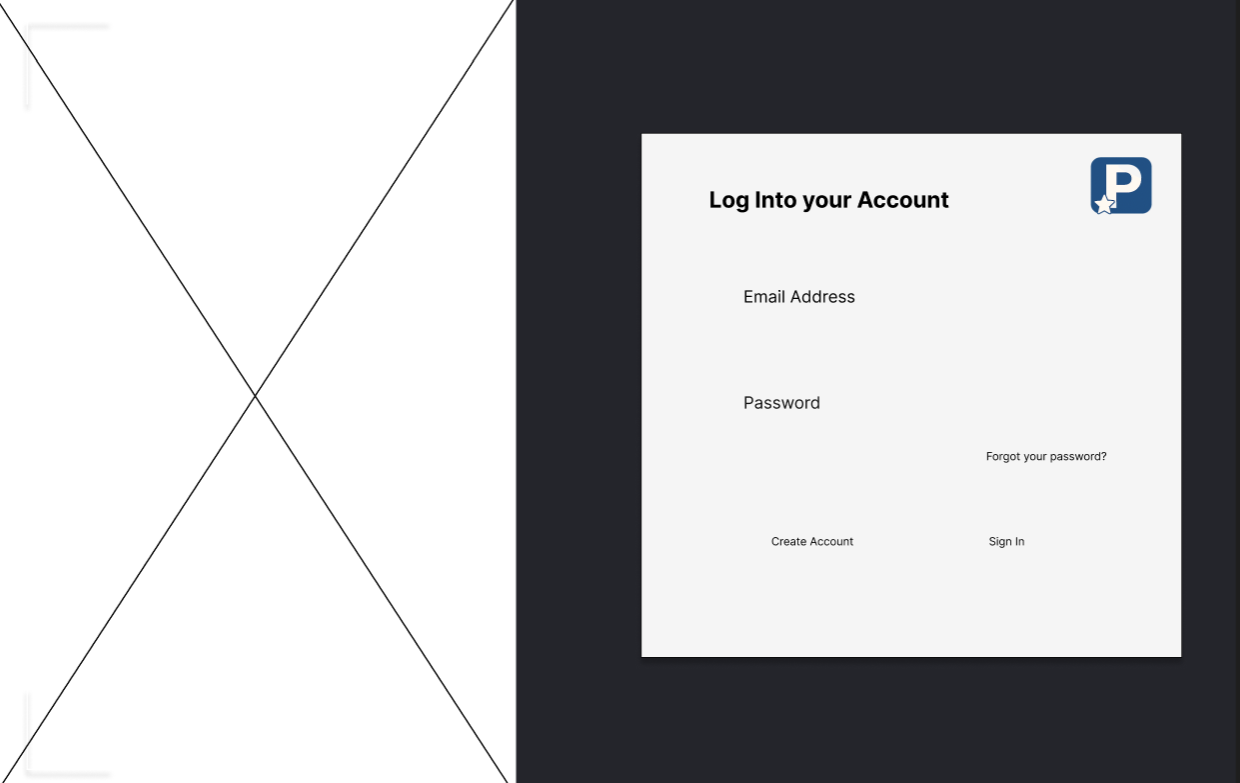 P
Log Into your Account
Email Address
Password
Forgot your password?
Create Account
Sign In